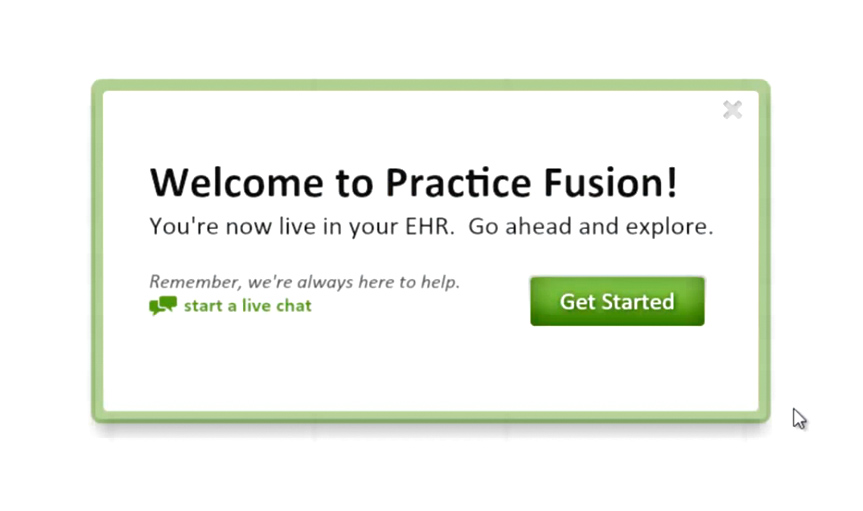 Welcome to Practice Fusion!
You're now live in your EHR.  Go ahead and explore.
Remember, we're always here to help.
start a live chat
Get Started